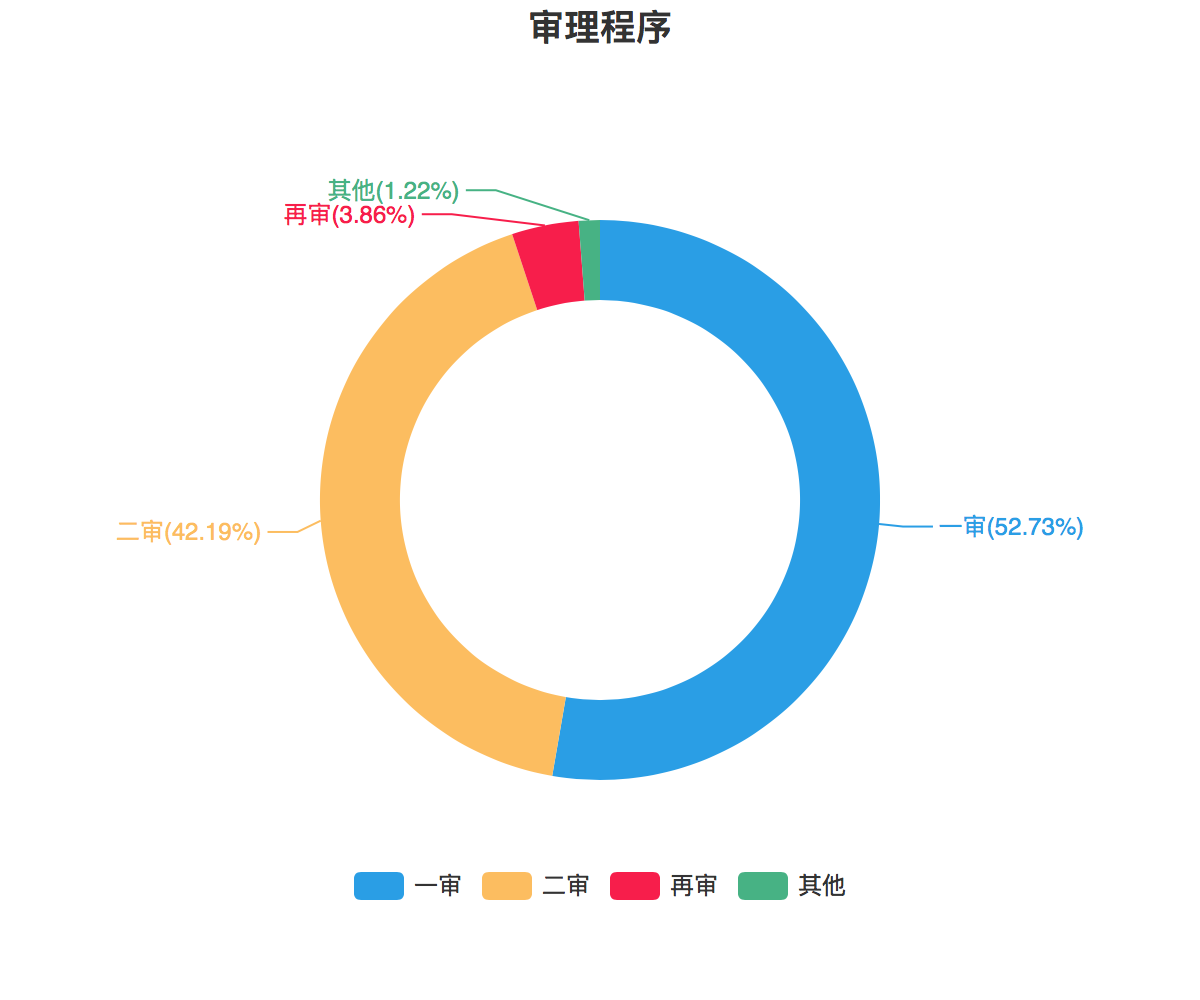 审理程序
其他(1.22%)
再审(3.86%)
二审(42.19%)
一审(52.73%)
一审 二审 再审 其他